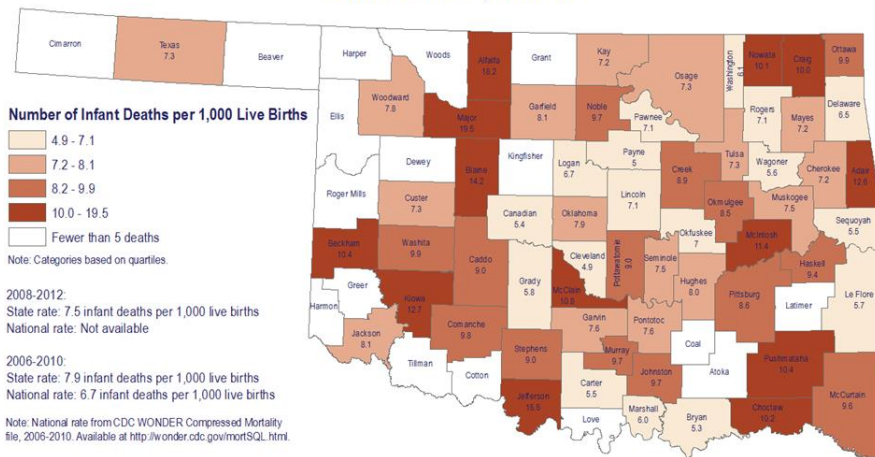 Cimarron
Texas
7.3
Beaver
Harper
Woods
Alfalfa
18.2
Grant
Kay
7.2
Osage
7.3
Washington
6.1
Nowata
10.1
Craig
10.0
Ottawa
9.9
Ellis
Woodward
7.8
Major
19.5
Garfield
8.1
Noble
9.7
Pawnee
7.1
Rogers
7.1
Mayes
7.2
Delaware
6.5
Roger Mills
Dewey
Blaine
14.2
Kingfisher
Logan
6.7
Payne
5
Creek
8.9
Tulsa
7.3
Wagoner
5.6
Cherokee
7.2
Adair
12.6
Custer
7.3
Canadian
5.4
Oklahoma
7.9
Lincoln
7.1
Okmulgee
8.5
Muskogee
7.5
Sequoyah
5.5
Beckham
10.4
Washita
9.9
Caddo
9.0
Grady
5.8
Cleveland
4.9
Pottawatomie
9.0
Seminole
7.5
Okfuskee
7
McIntosh
11.4
Haskell
9.4
Greer
Harmon
Kiowa
12.7
McClain
10.8
Hughes
8.0
Pittsburg
8.6
Latimer
Le Flore
5.7
Jackson
8.1
Comanche
9.8
Garvin
7.6
Pontotoc
7.6
Coal
Tillman
Cotton
Stephens
9.0
Murray
9.7
Johnston
9.7
Atoka
Pushmataha
10.4
McCurtain
9.6
Jefferson
15.5
Carter
5.5
Love
Marshall
6.0
Bryan
5.3
Choctaw
10.2
Number of Infant Deaths per 1,000 Live Births
4.9 - 7.1
7.2 - 8.1
8.2 - 9.9
10.0 - 19.5
Fewer than 5 deaths
Note: Categories based on quartiles.
2008-2012:
State rate: 7.5 infant deaths per 1,000 live births
National rate: Not available
2006-2010:
State rate: 7.9 infant deaths per 1,000 live births
National rate: 6.7 infant deaths per 1,000 live births
Note: National rate from CDC WONDER Compressed Mortality
file, 2006-2010. Available at http://wonder.cdc.gov/mortSQL.html.